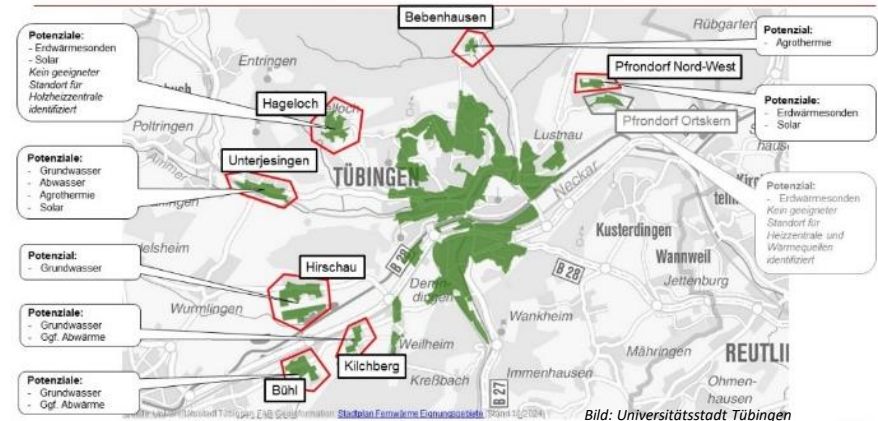 Potenziale:
- Erdwärmesonden
- Solar
Kein geeigneter
Standort für
Holzheizzentrale
identifiziert
Potenziale:
- Grundwasser
- Abwasser
- Agrothermie
- Solar
Potenziale:
- Grundwasser
Potenziale:
- Grundwasser
- Ggf. Abwärme
Potenziale:
- Grundwasser
- Ggf. Abwärme
Bebenhausen
Hageloch
Unterjesingen
Hirschau
Kilchberg
Bühl
Pfrondorf Nord-West
Pfrondorf Ortskern
Potenzial:
- Agrothermie
Potenziale:
- Erdwärmesonden
- Solar
Potenzial:
- Erdwärmesonden
Kein geeigneter
Standort für
Heizzentrale und
Wärmequellen
identifiziert
Entringen
Poltringen
Ammer
TÜBINGEN
Rübgarten
Lustnau
Neckar
Kusterdingen
Wannweil
Jettenburg
B 28
B 28
B 27
Wurmlingen
Weilheim
Kreßbach
Wankheim
Immenhausen
Mähringen
REUTLI
Ohmen-
hausen
Stadtplan Fernwärme Eignungsgebiete
Bild: Universitätsstadt Tübingen